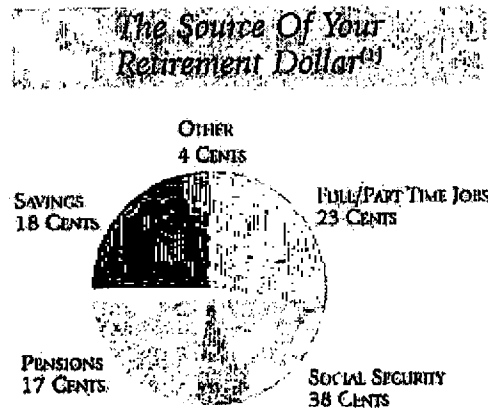 The Source Of Your
Retirement Dollar(1)
OTHER
4 CENTS
SAVINGS
18 CENTS
FULL/PART TIME JOBS
23 CENTS
PENSIONS
17 CENTS
SOCIAL SECURITY
38 CENTS